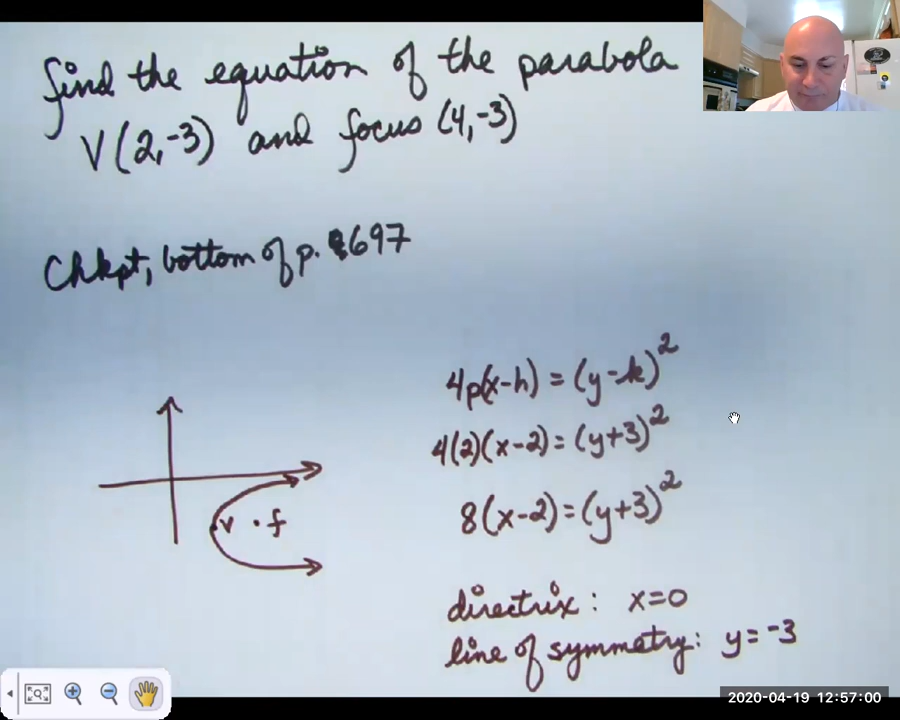 find the equation of the parabola
V(2,-3) and focus (4,-3)
Chkpt, bottom of p. 697
4p(x-h) = (y-k)²
4(2)(x-2) = (y+3)²
8(x-2) = (y+3)²
V · f
directrix: x=0
line of symmetry: y=-3
2020-04-19 12:57:00